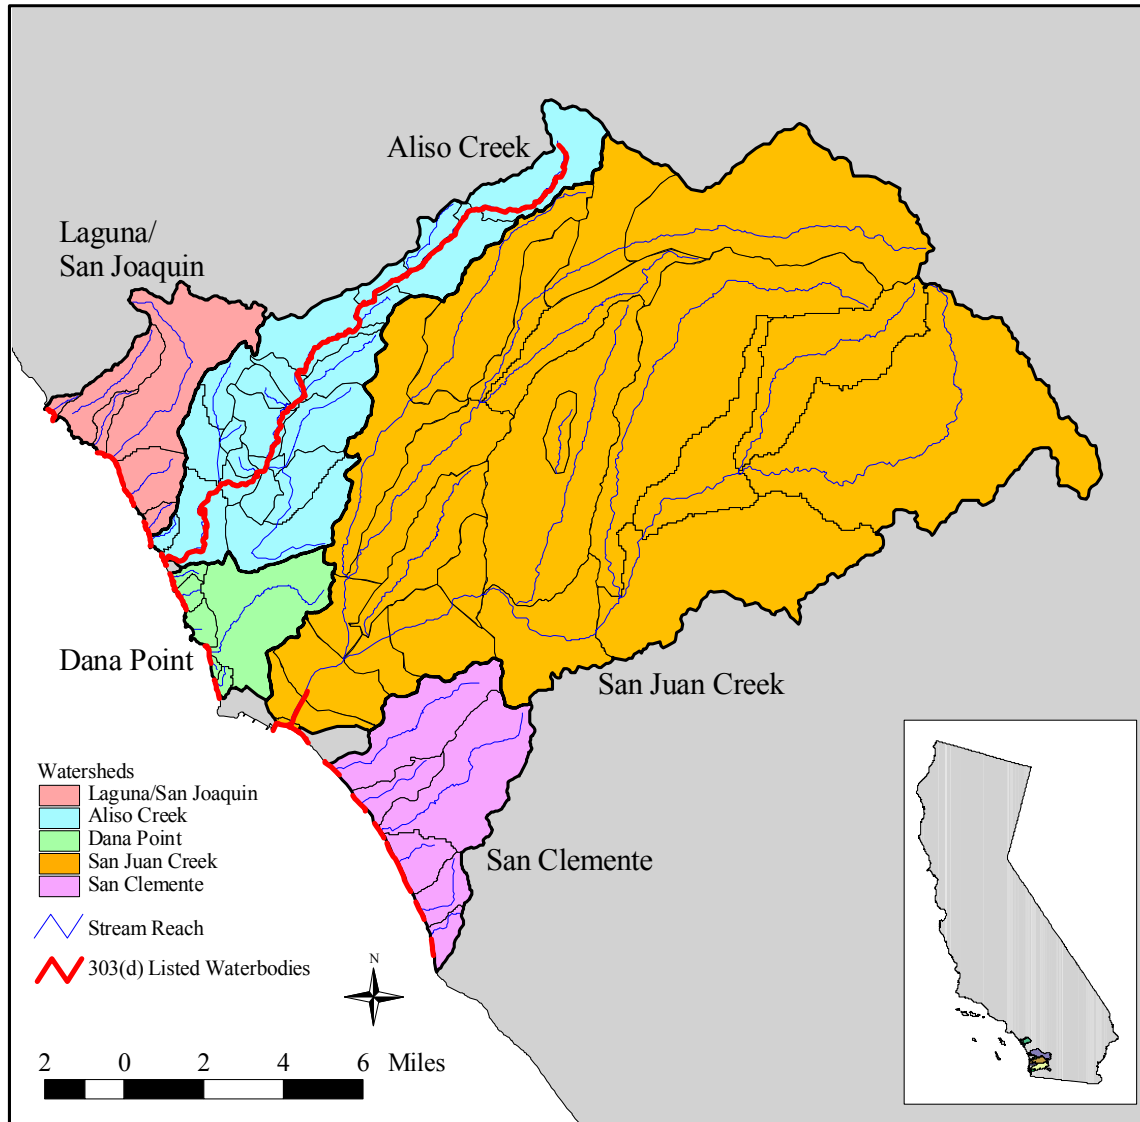 Aliso Creek
Laguna/
San Joaquin
Dana Point
San Juan Creek
San Clemente
Watersheds
Laguna/San Joaquin
Aliso Creek
Dana Point
San Juan Creek
San Clemente
Stream Reach
303(d) Listed Waterbodies
N
2 0 2 4 6 Miles